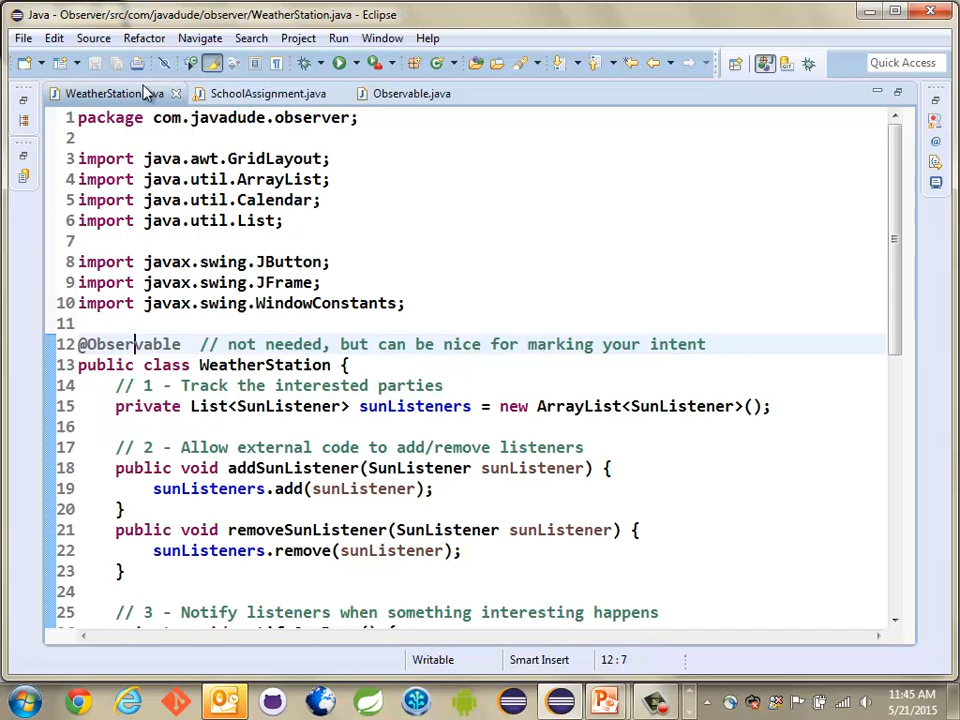 Java - Observer/src/com/javadude/observer/WeatherStation.java - Eclipse
File Edit Source Refactor Navigate Search Project Run Window Help
Quick Access
WeatherStation.java SchoolAssignment.java Observable.java
1 package com.javadude.observer;
2
3 import java.awt.GridLayout;
4 import java.util.ArrayList;
5 import java.util.Calendar;
6 import java.util.List;
7
8 import javax.swing.JButton;
9 import javax.swing.JFrame;
10 import javax.swing.WindowConstants;
11
12 @Observable // not needed, but can be nice for marking your intent
13 public class WeatherStation {
14 // 1 - Track the interested parties
15 private List<SunListener> sunListeners = new ArrayList<SunListener>();
16
17 // 2 - Allow external code to add/remove listeners
18 public void addSunListener(SunListener sunListener) {
19 sunListeners.add(sunListener);
20 }
21 public void removeSunListener(SunListener sunListener) {
22 sunListeners.remove(sunListener);
23 }
24
25 // 3 - Notify listeners when something interesting happens
Writable Smart Insert 12 : 7
11:45 AM
5/21/2015